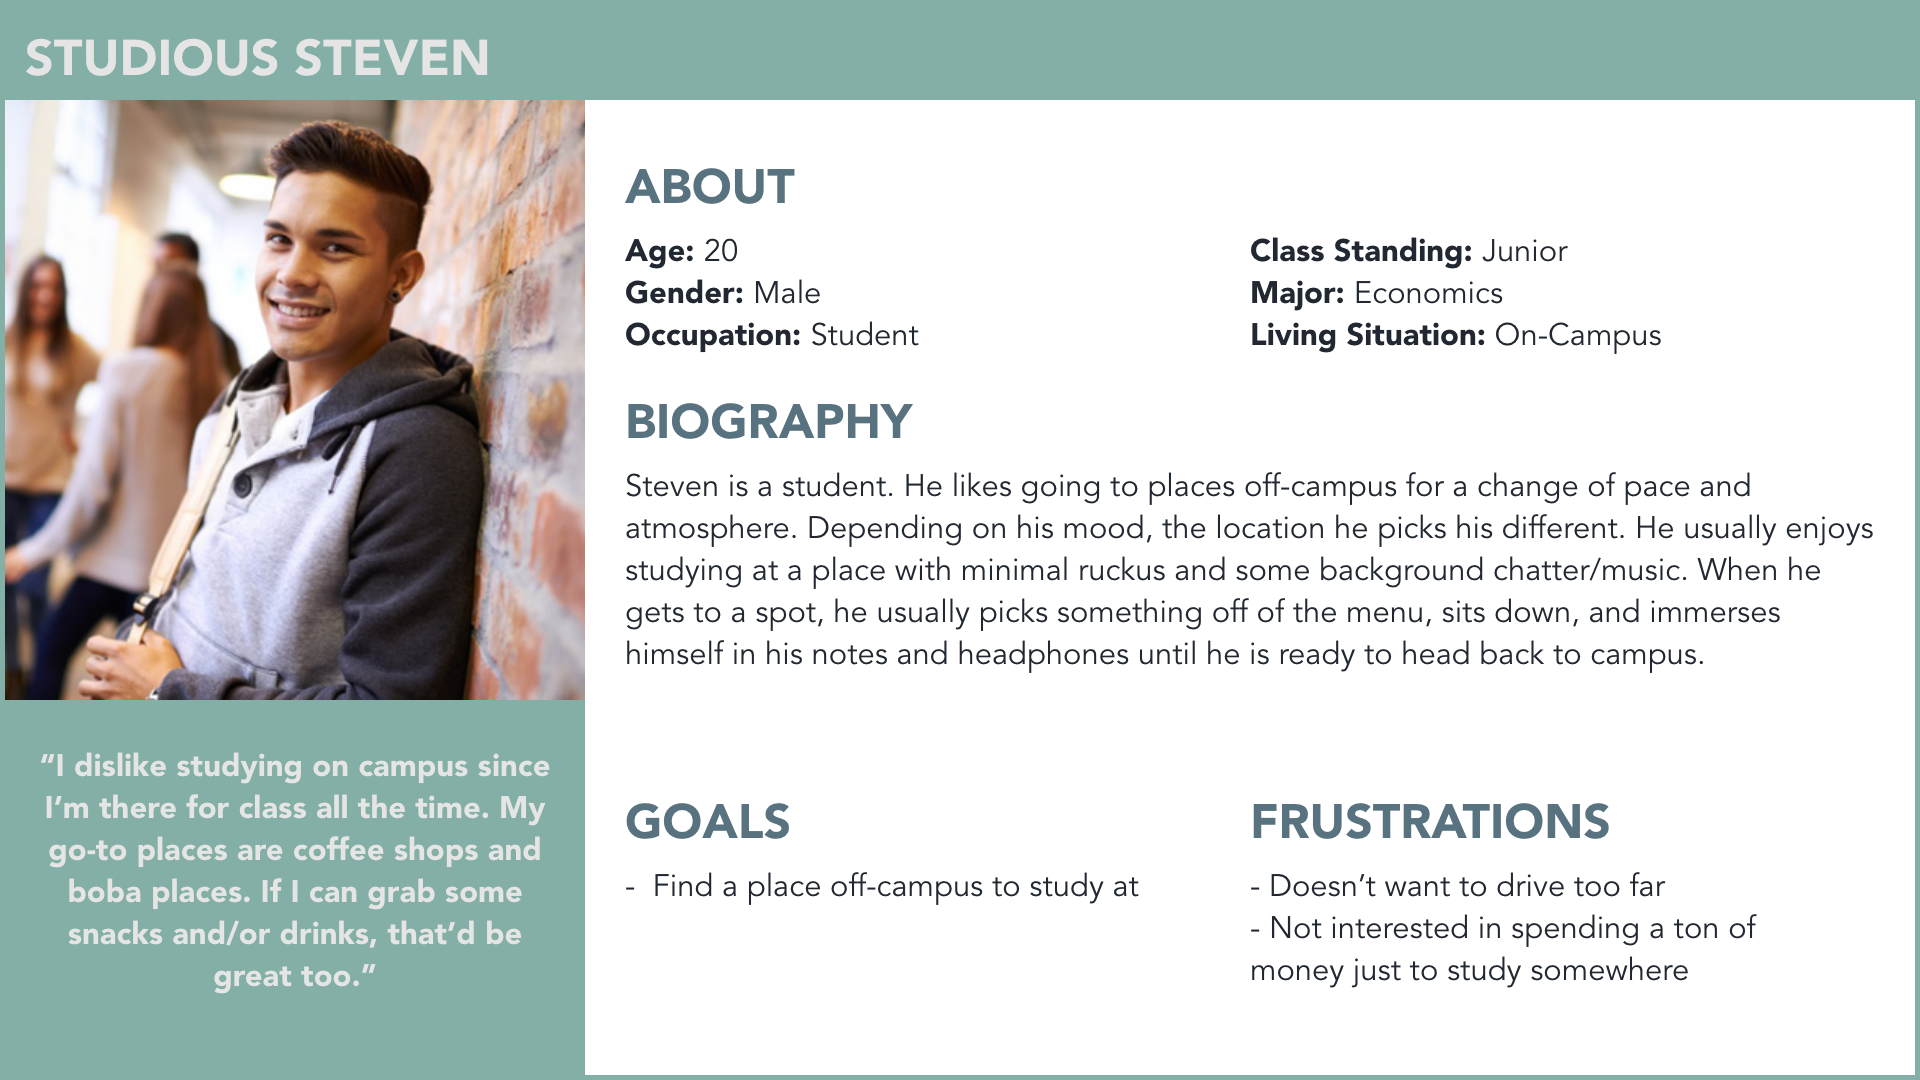 STUDIOUS STEVEN
ABOUT
Age: 20
Gender: Male
Occupation: Student
Class Standing: Junior
Major: Economics
Living Situation: On-Campus
BIOGRAPHY
Steven is a student. He likes going to places off-campus for a change of pace and
atmosphere. Depending on his mood, the location he picks his different. He usually enjoys
studying at a place with minimal ruckus and some background chatter/music. When he
gets to a spot, he usually picks something off of the menu, sits down, and immerses
himself in his notes and headphones until he is ready to head back to campus.
“I dislike studying on campus since
I’m there for class all the time. My
go-to places are coffee shops and
boba places. If I can grab some
snacks and/or drinks, that’d be
great too.”
GOALS
- Find a place off-campus to study at
FRUSTRATIONS
- Doesn’t want to drive too far
- Not interested in spending a ton of
money just to study somewhere